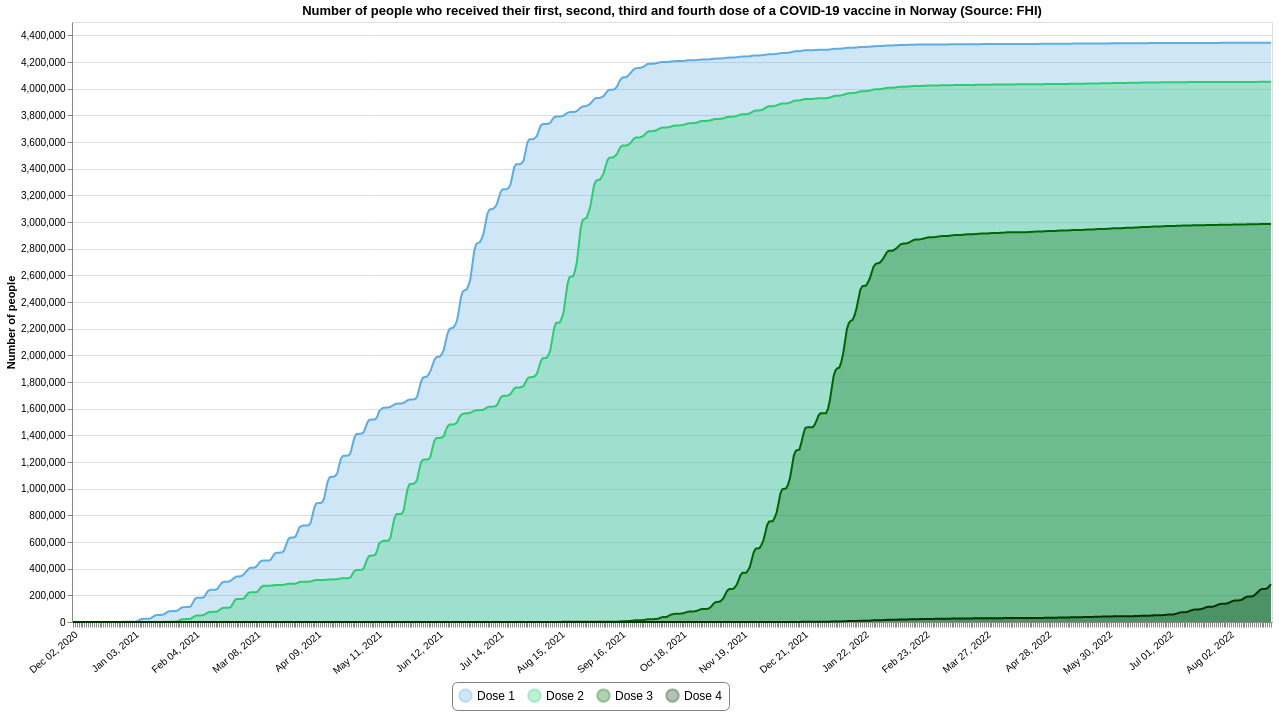 Number of people who received their first, second, third and fourth dose of a COVID-19 vaccine in Norway (Source: FHI)
Number of people
4,400,000
4,200,000
4,000,000
3,800,000
3,600,000
3,400,000
3,200,000
3,000,000
2,800,000
2,600,000
2,400,000
2,200,000
2,000,000
1,800,000
1,600,000
1,400,000
1,200,000
1,000,000
800,000
600,000
400,000
200,000
0
Dec 02, 2020
Jan 03, 2021
Feb 04, 2021
Mar 08, 2021
Apr 09, 2021
May 11, 2021
Jun 12, 2021
Jul 14, 2021
Aug 15, 2021
Sep 16, 2021
Oct 18, 2021
Nov 19, 2021
Dec 21, 2021
Jan 22, 2022
Feb 23, 2022
Mar 27, 2022
Apr 28, 2022
May 30, 2022
Jul 01, 2022
Aug 02, 2022
Dose 1 Dose 2 Dose 3 Dose 4